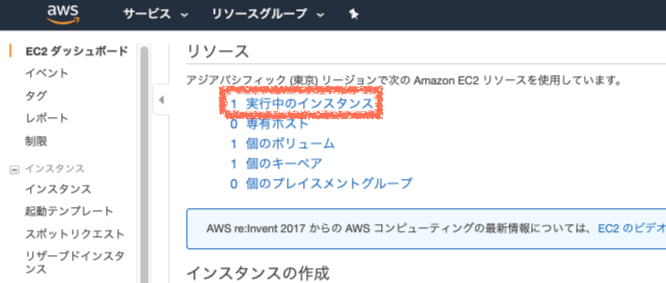 aws サービス リソースグループ
EC2 ダッシュボード
イベント
タグ
レポート
制限
インスタンス
インスタンス
起動テンプレート
スポットリクエスト
リザーブドインスタ
ンス
リソース
アジアパシフィック (東京) リージョンで次の Amazon EC2 リソースを使用しています。
1 実行中のインスタンス
0 専有ホスト
1 個のボリューム
1 個のキーペア
0 個のプレイスメントグループ
AWS re:Invent 2017 からの AWS コンピューティングの最新情報については、EC2 のビデオ
インスタンスの作成